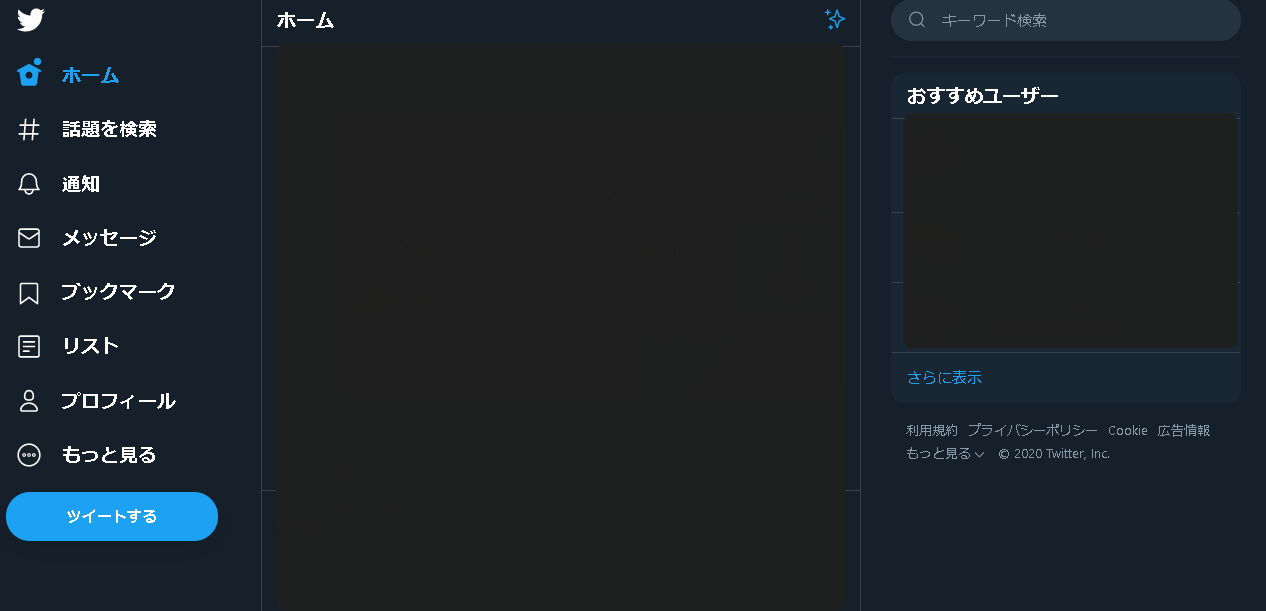 ホーム
話題を検索
通知
メッセージ
ブックマーク
リスト
プロフィール
もっと見る
ツイートする
ホーム
キーワード検索
おすすめユーザー
さらに表示
利用規約 プライバシーポリシー Cookie 広告情報
もっと見る © 2020 Twitter, Inc.